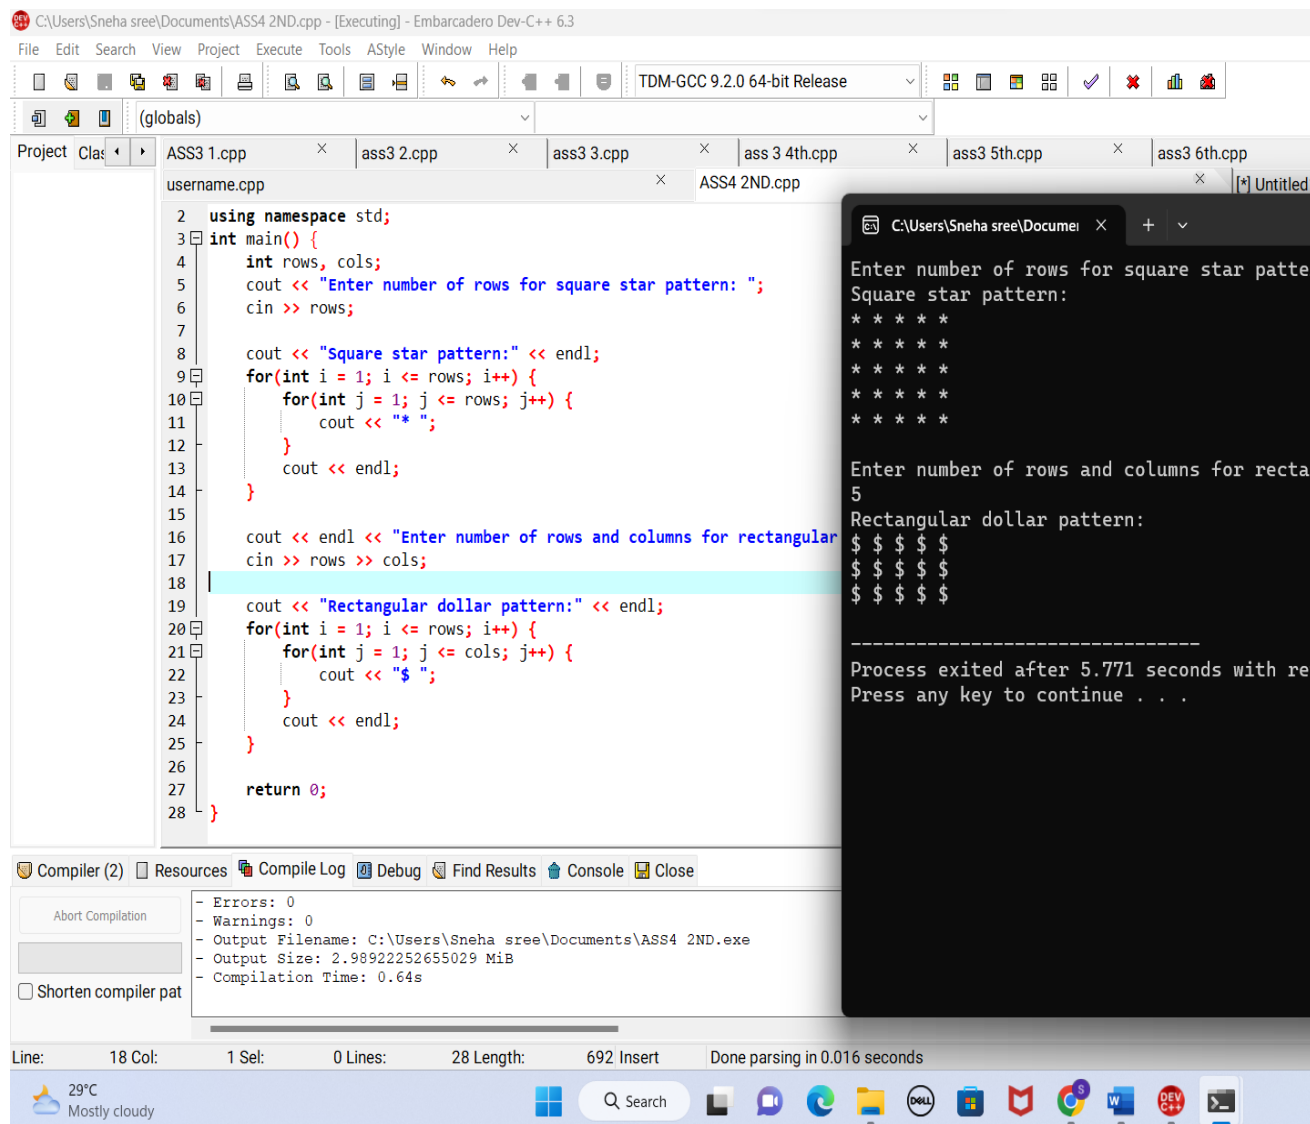 C:\Users\Sneha sree\Documents\ASS4 2ND.cpp - [Executing] - Embarcadero Dev-C++ 6.3
File Edit Search View Project Execute Tools AStyle Window Help
TDM-GCC 9.2.0 64-bit Release
(globals)
Project Clas
ASS3 1.cpp ass3 2.cpp ass3 3.cpp ass 3 4th.cpp ass3 5th.cpp ass3 6th.cpp
username.cpp ASS4 2ND.cpp [*] Untitled
2 using namespace std;
3 int main() {
4 int rows, cols;
5 cout << "Enter number of rows for square star pattern: ";
6 cin >> rows;
7
8 cout << "Square star pattern:" << endl;
9 for(int i = 1; i <= rows; i++) {
10 for(int j = 1; j <= rows; j++) {
11 cout << "* ";
12 }
13 cout << endl;
14 }
15
16 cout << endl << "Enter number of rows and columns for rectangular
17 cin >> rows >> cols;
18
19 cout << "Rectangular dollar pattern:" << endl;
20 for(int i = 1; i <= rows; i++) {
21 for(int j = 1; j <= cols; j++) {
22 cout << "$ ";
23 }
24 cout << endl;
25 }
26
27 return 0;
28 }
C:\Users\Sneha sree\Documen
Enter number of rows for square star patte
Square star pattern:
* * * * *
* * * * *
* * * * *
* * * * *
* * * * *
Enter number of rows and columns for recta
5
Rectangular dollar pattern:
$ $ $ $ $
$ $ $ $ $
$ $ $ $ $
--------------------------------
Process exited after 5.771 seconds with re
Press any key to continue . . .
Compiler (2) Resources Compile Log Debug Find Results Console Close
Abort Compilation
Shorten compiler pat
- Errors: 0
- Warnings: 0
- Output Filename: C:\Users\Sneha sree\Documents\ASS4 2ND.exe
- Output Size: 2.98922252655029 MiB
- Compilation Time: 0.64s
Line: 18 Col: 1 Sel: 0 Lines: 28 Length: 692 Insert Done parsing in 0.016 seconds
29°C
Mostly cloudy
Search
DELL
S
W
DEV
C++